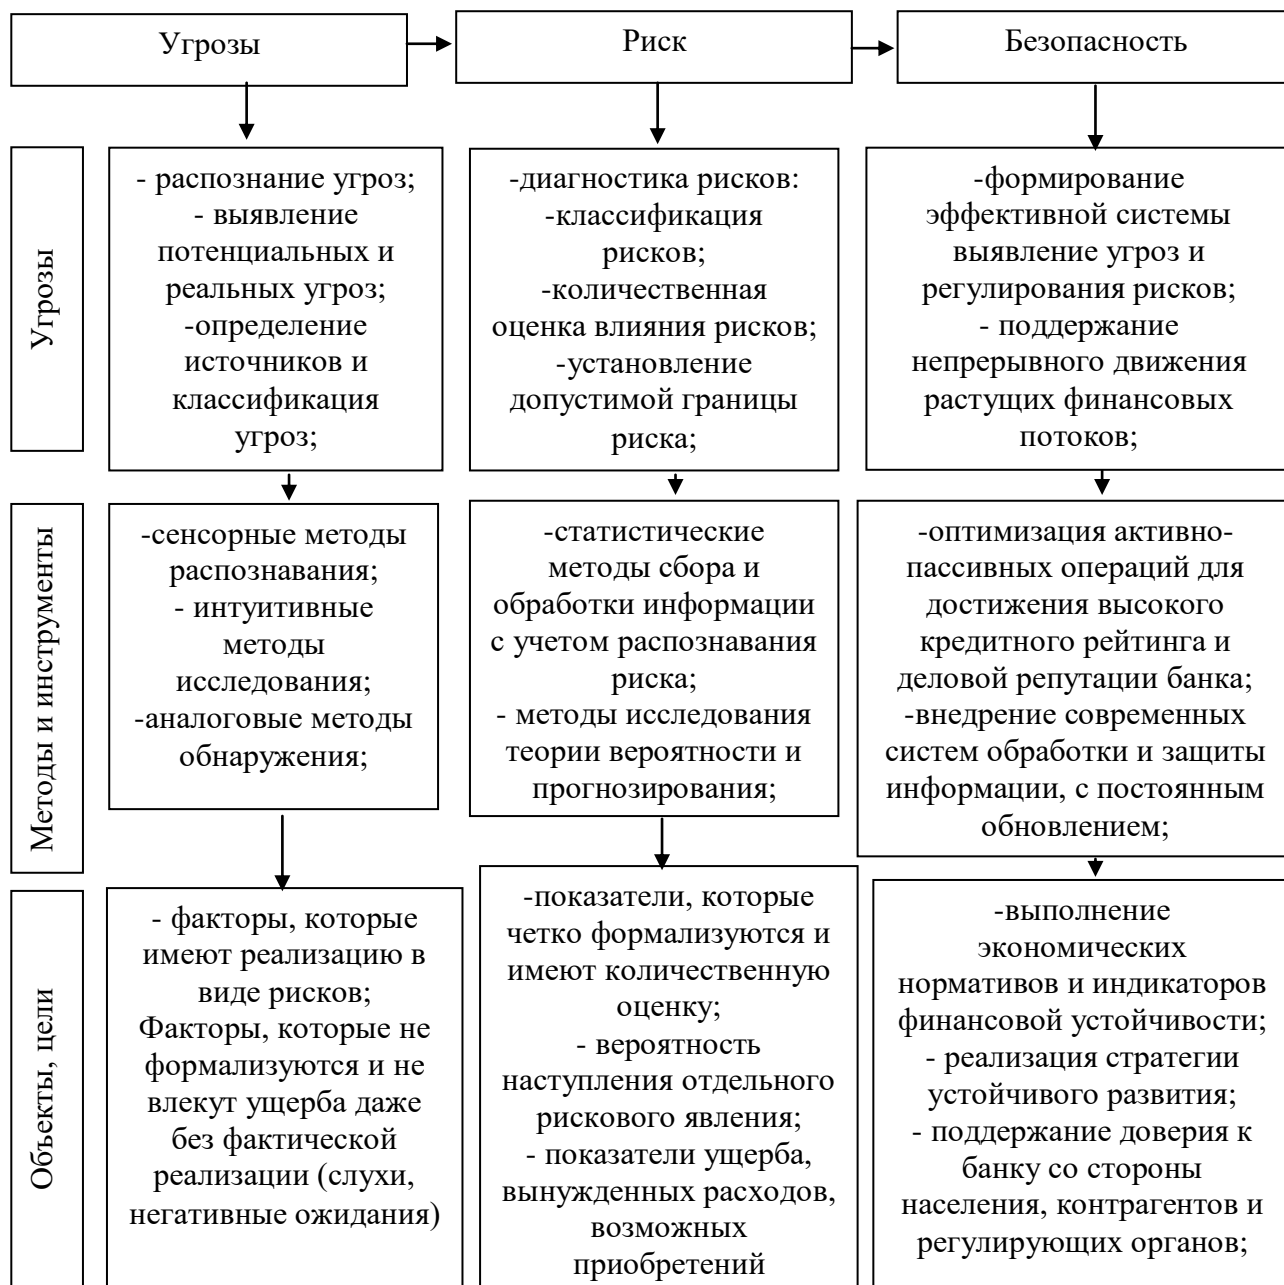 Угрозы
Риск
Безопасность
Угрозы
- распознание угроз;
- выявление
потенциальных и
реальных угроз;
-определение
источников и
классификация
угроз;
-диагностика рисков:
-классификация
рисков;
-количественная
оценка влияния рисков;
-установление
допустимой границы
риска;
-формирование
эффективной системы
выявление угроз и
регулирования рисков;
- поддержание
непрерывного движения
растущих финансовых
потоков;
Методы и инструменты
-сенсорные методы
распознавания;
- интуитивные
методы
исследования;
-аналоговые методы
обнаружения;
-статистические
методы сбора и
обработки информации
с учетом распознавания
риска;
- методы исследования
теории вероятности и
прогнозирования;
-оптимизация активно-
пассивных операций для
достижения высокого
кредитного рейтинга и
деловой репутации банка;
-внедрение современных
систем обработки и защиты
информации, с постоянным
обновлением;
Объекты, цели
- факторы, которые
имеют реализацию в
виде рисков;
Факторы, которые не
формализуются и не
влекут ущерба даже
без фактической
реализации (слухи,
негативные ожидания)
-показатели, которые
четко формализуются и
имеют количественную
оценку;
- вероятность
наступления отдельного
рискового явления;
- показатели ущерба,
вынужденных расходов,
возможных
приобретений
-выполнение
экономических
нормативов и индикаторов
финансовой устойчивости;
- реализация стратегии
устойчивого развития;
- поддержание доверия к
банку со стороны
населения, контрагентов и
регулирующих органов;